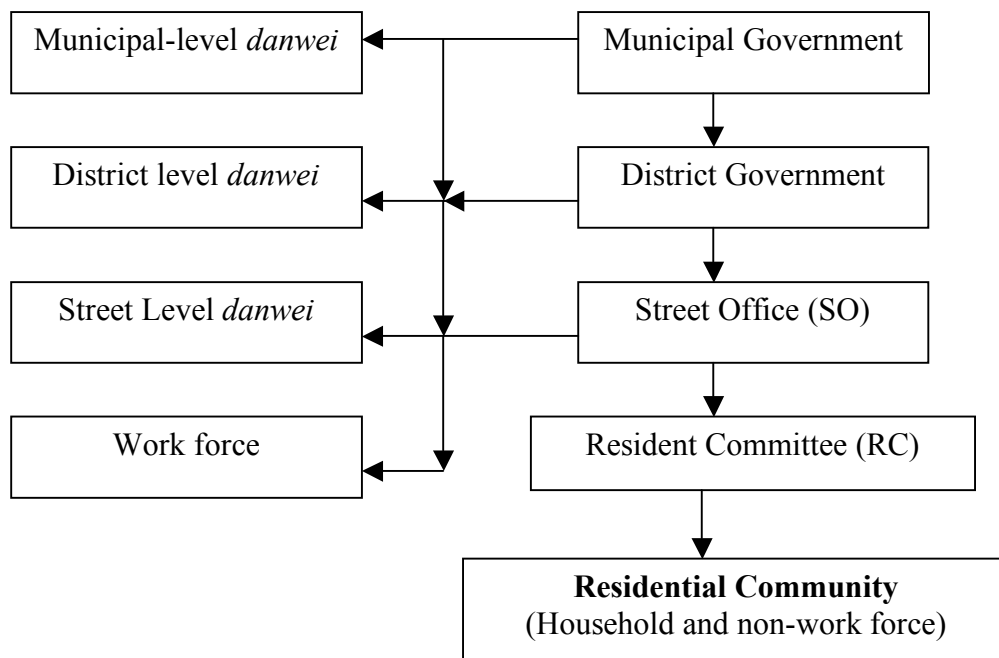 Municipal-level danwei
Municipal Government
District level danwei
District Government
Street Level danwei
Street Office (SO)
Work force
Resident Committee (RC)
Residential Community
(Household and non-work force)